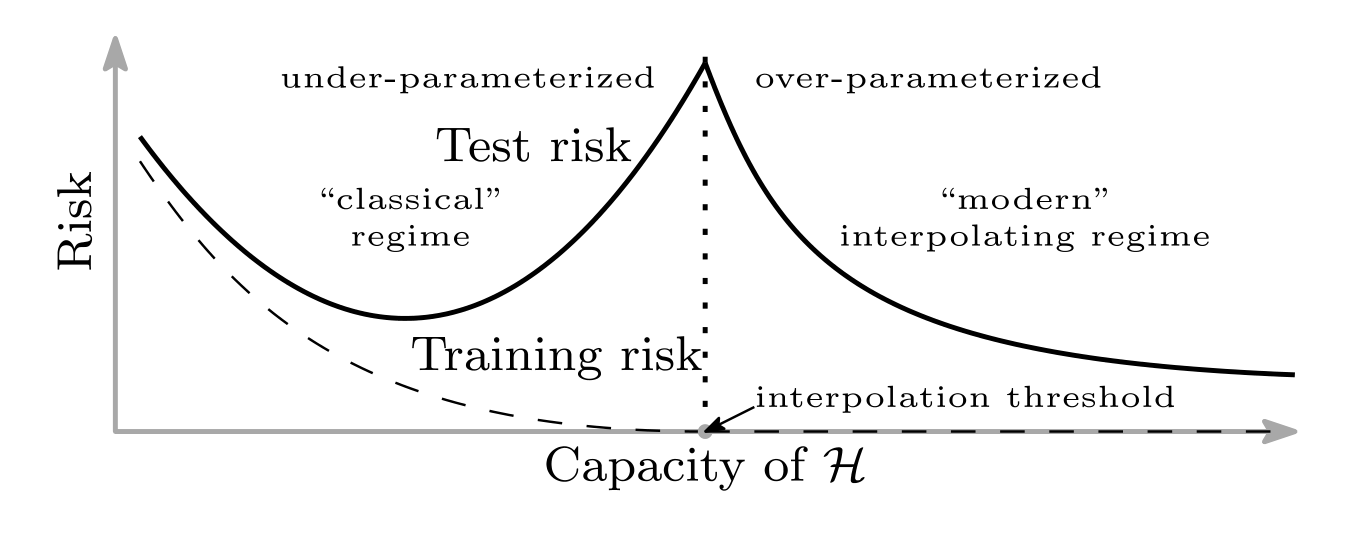 under-parameterized
over-parameterized
Test risk
“classical”
regime
“modern”
interpolating regime
Risk
Training risk
interpolation threshold
Capacity of ℋ